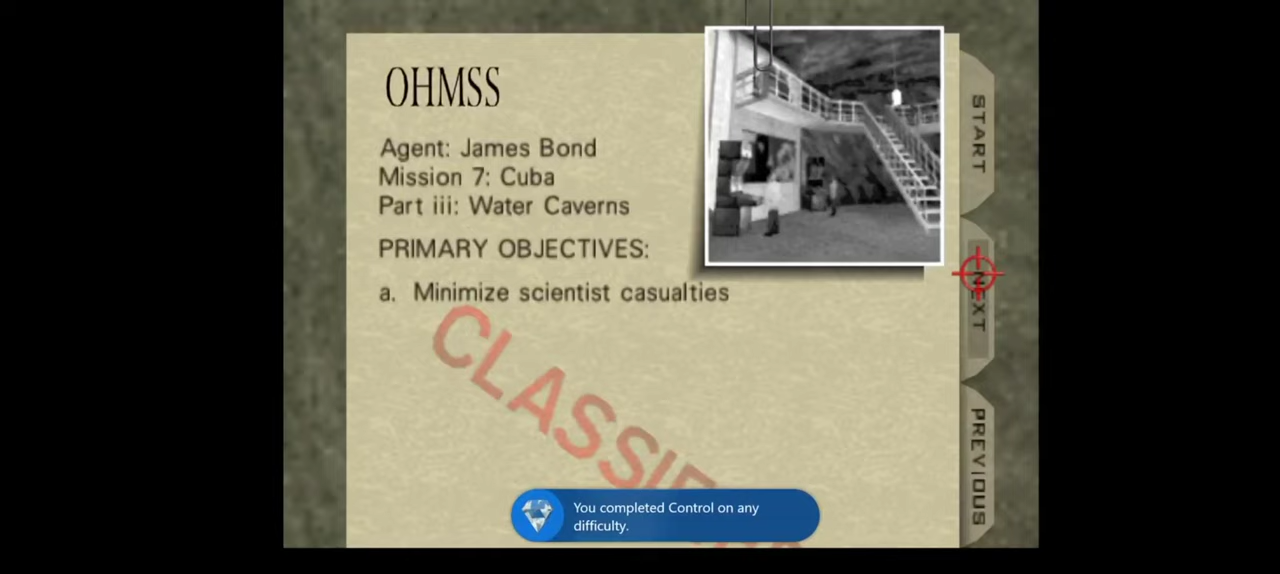 OHMSS
Agent: James Bond
Mission 7: Cuba
Part iii: Water Caverns
PRIMARY OBJECTIVES:
a. Minimize scientist casualties
START
NEXT
PREVIOUS
You completed Control on any
difficulty.